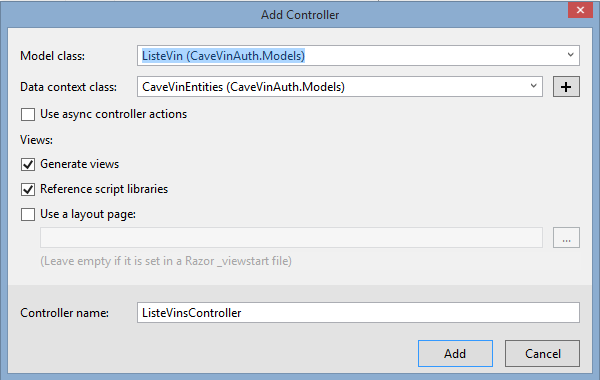 Add Controller
Model class:
ListeVin (CaveVinAuth.Models)
Data context class:
CaveVinEntities (CaveVinAuth.Models)
+
Use async controller actions
Views:
Generate views
Reference script libraries
Use a layout page:
...
(Leave empty if it is set in a Razor _viewstart file)
Controller name:
ListeVinsController
Add
Cancel